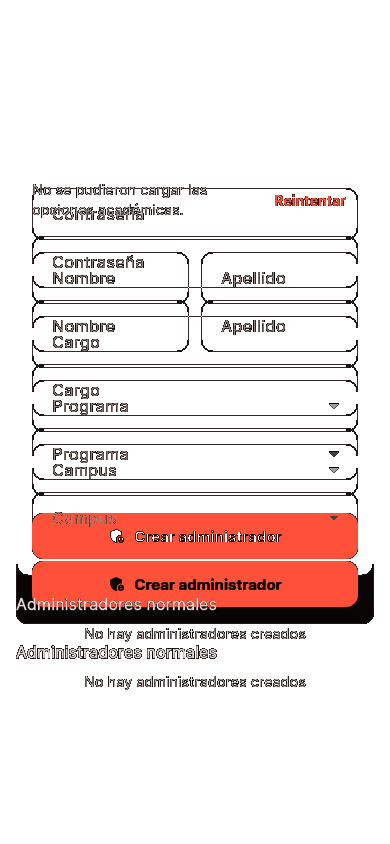 No se pudieron cargar las
opciones académicas.
Reintentar
Contraseña
Contraseña
Nombre
Apellido
Nombre
Apellido
Cargo
Cargo
Programa
Programa
Campus
Campus
Crear administrador
Crear administrador
Administradores normales
No hay administradores creados
Administradores normales
No hay administradores creados